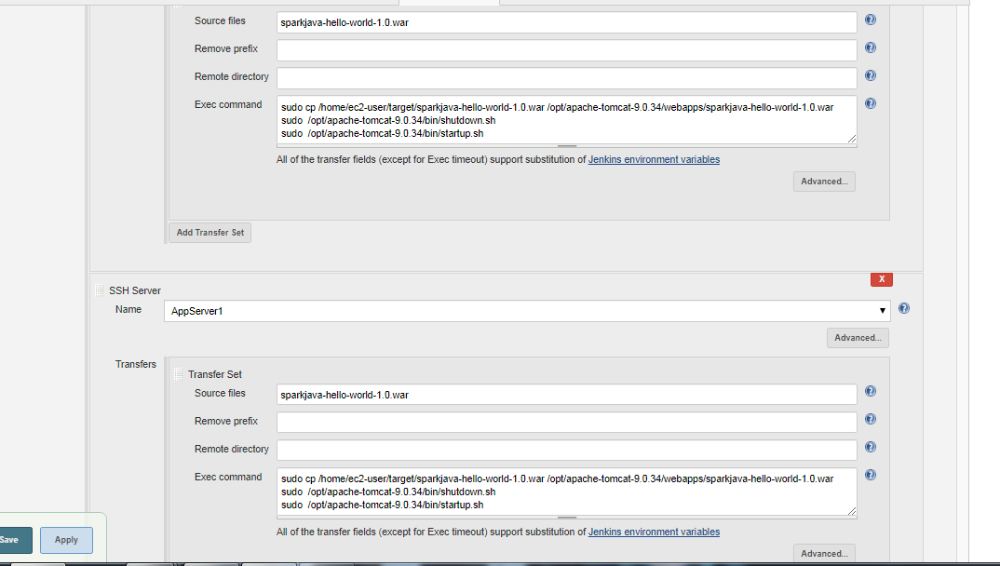 Source files
sparkjava-hello-world-1.0.war
Remove prefix
Remote directory
Exec command
sudo cp /home/ec2-user/target/sparkjava-hello-world-1.0.war /opt/apache-tomcat-9.0.34/webapps/sparkjava-hello-world-1.0.war
sudo  /opt/apache-tomcat-9.0.34/bin/shutdown.sh
sudo  /opt/apache-tomcat-9.0.34/bin/startup.sh
All of the transfer fields (except for Exec timeout) support substitution of Jenkins environment variables
Advanced...
Add Transfer Set
X
SSH Server
Name
AppServer1
Advanced...
Transfers
Transfer Set
Source files
sparkjava-hello-world-1.0.war
Remove prefix
Remote directory
Exec command
sudo cp /home/ec2-user/target/sparkjava-hello-world-1.0.war /opt/apache-tomcat-9.0.34/webapps/sparkjava-hello-world-1.0.war
sudo  /opt/apache-tomcat-9.0.34/bin/shutdown.sh
sudo  /opt/apache-tomcat-9.0.34/bin/startup.sh
All of the transfer fields (except for Exec timeout) support substitution of Jenkins environment variables
Save
Apply
Advanced...